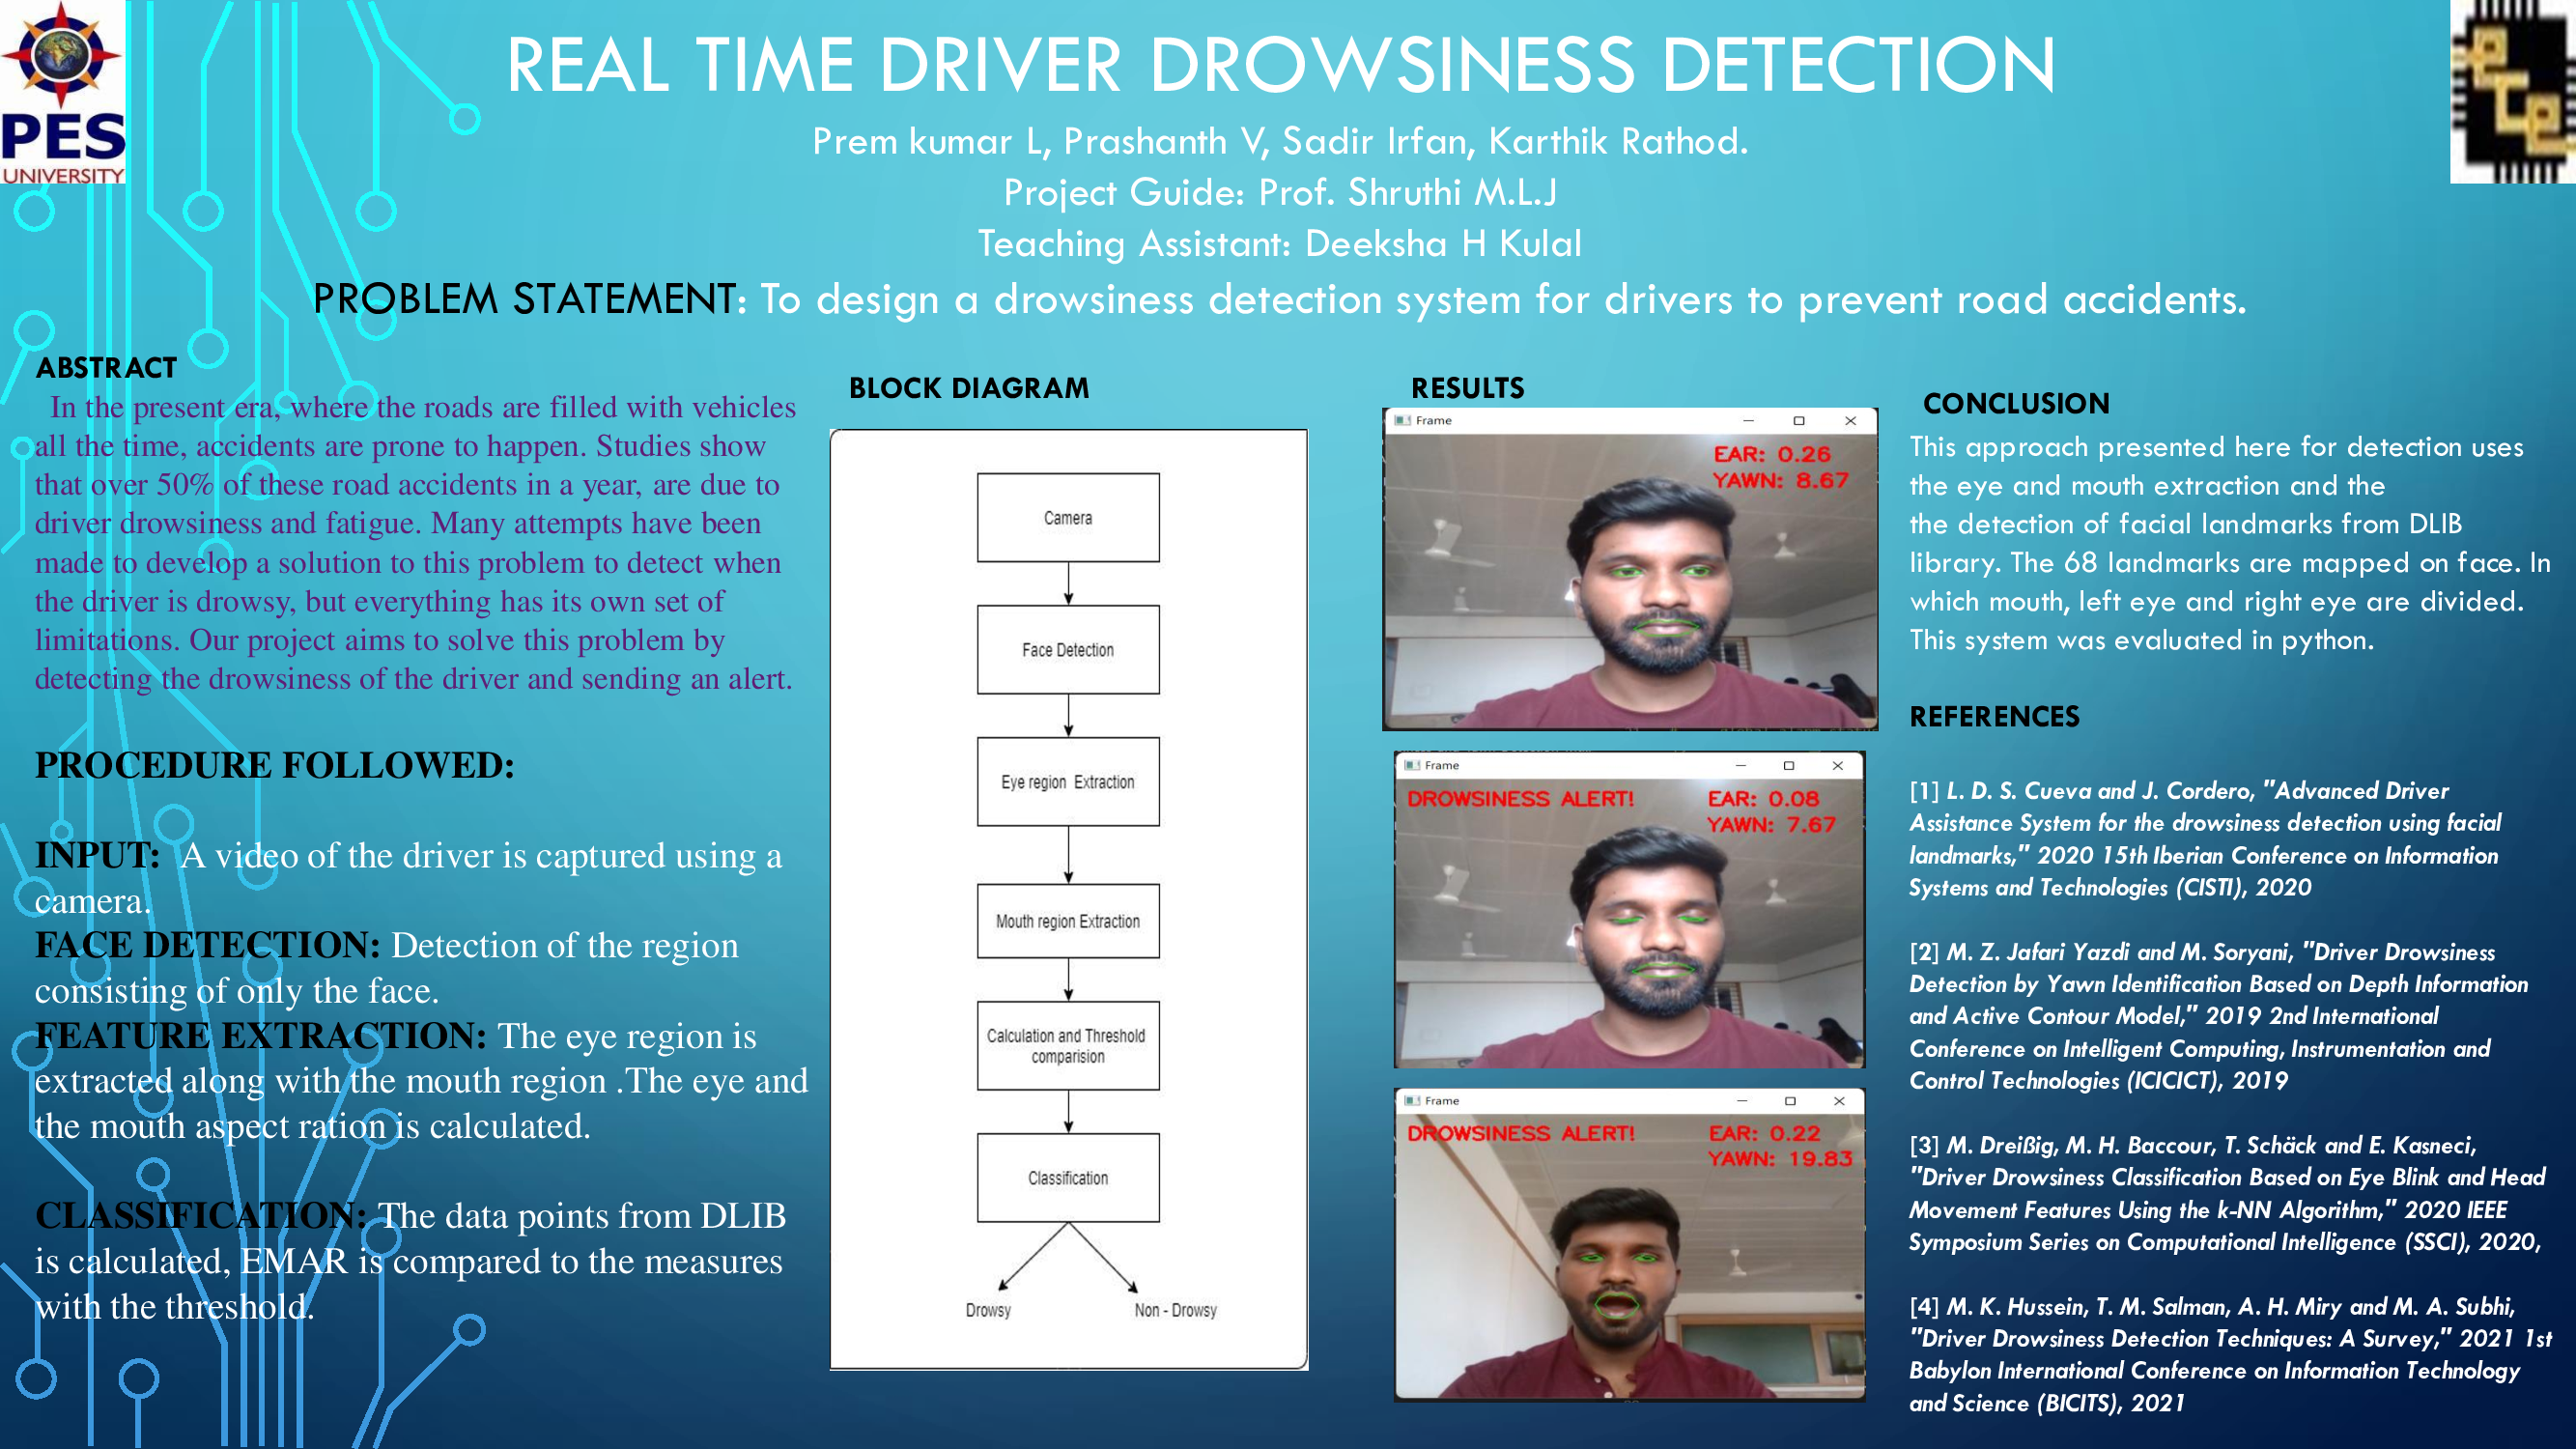 PES
UNIVERSITY
ece
REAL TIME DRIVER DROWSINESS DETECTION
Prem kumar L, Prashanth V, Sadir Irfan, Karthik Rathod.
Project Guide: Prof. Shruthi M.L.J
Teaching Assistant: Deeksha H Kulal
PROBLEM STATEMENT: To design a drowsiness detection system for drivers to prevent road accidents.
ABSTRACT
In the present era, where the roads are filled with vehicles
all the time, accidents are prone to happen. Studies show
that over 50% of these road accidents in a year, are due to
driver drowsiness and fatigue. Many attempts have been
made to develop a solution to this problem to detect when
the driver is drowsy, but everything has its own set of
limitations. Our project aims to solve this problem by
detecting the drowsiness of the driver and sending an alert.
PROCEDURE FOLLOWED:
INPUT: A video of the driver is captured using a
camera.
FACE DETECTION: Detection of the region
consisting of only the face.
FEATURE EXTRACTION: The eye region is
extracted along with the mouth region .The eye and
the mouth aspect ration is calculated.
CLASSIFICATION: The data points from DLIB
is calculated, EMAR is compared to the measures
with the threshold.
BLOCK DIAGRAM
Camera
Face Detection
Eye region Extraction
Mouth region Extraction
Calculation and Threshold
comparision
Classification
Drowsy
Non - Drowsy
RESULTS
Frame
EAR: 0.26
YAWN: 8.67
Frame
DROWSINESS ALERT!
EAR: 0.08
YAWN: 7.67
Frame
DROWSINESS ALERT!
EAR: 0.22
YAWN: 19.83
CONCLUSION
This approach presented here for detection uses
the eye and mouth extraction and the
the detection of facial landmarks from DLIB
library. The 68 landmarks are mapped on face. In
which mouth, left eye and right eye are divided.
This system was evaluated in python.
REFERENCES
[1] L. D. S. Cueva and J. Cordero, "Advanced Driver
Assistance System for the drowsiness detection using facial
landmarks," 2020 15th Iberian Conference on Information
Systems and Technologies (CISTI), 2020
[2] M. Z. Jafari Yazdi and M. Soryani, "Driver Drowsiness
Detection by Yawn Identification Based on Depth Information
and Active Contour Model," 2019 2nd International
Conference on Intelligent Computing, Instrumentation and
Control Technologies (ICICICT), 2019
[3] M. Dreißig, M. H. Baccour, T. Schäck and E. Kasneci,
"Driver Drowsiness Classification Based on Eye Blink and Head
Movement Features Using the k-NN Algorithm," 2020 IEEE
Symposium Series on Computational Intelligence (SSCI), 2020,
[4] M. K. Hussein, T. M. Salman, A. H. Miry and M. A. Subhi,
"Driver Drowsiness Detection Techniques: A Survey," 2021 1st
Babylon International Conference on Information Technology
and Science (BICITS), 2021